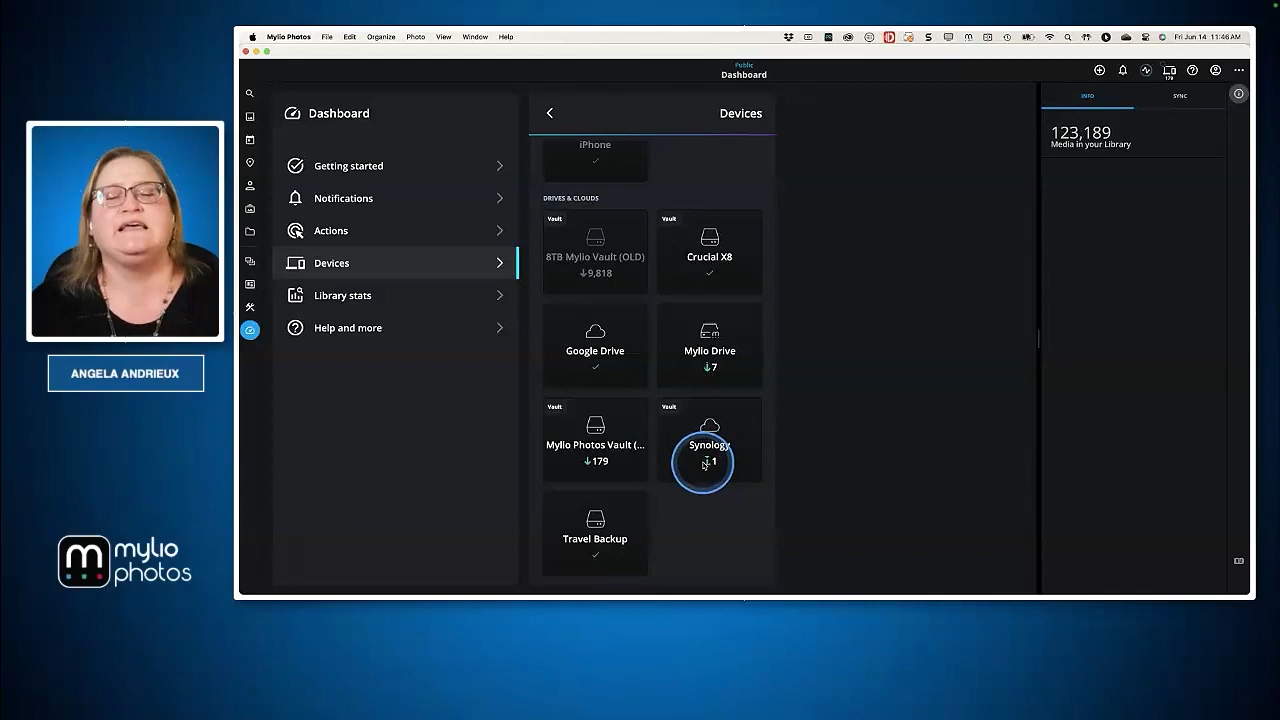 Mylio Photos File Edit Organize Photo View Window Help
Fri Jun 14 11:46 AM
Public
Dashboard
178
Dashboard
Getting started
Notifications
Actions
Devices
Library stats
Help and more
Devices
iPhone
DRIVES & CLOUDS
Vault
8TB Mylio Vault (OLD)
↓9,818
Vault
Crucial X8
Google Drive
Mylio Drive
↓7
Vault
Mylio Photos Vault (...
↓179
Vault
Synology
1
Travel Backup
INFO SYNC
123,189
Media in your Library
ANGELA ANDRIEUX
m mylio
photos